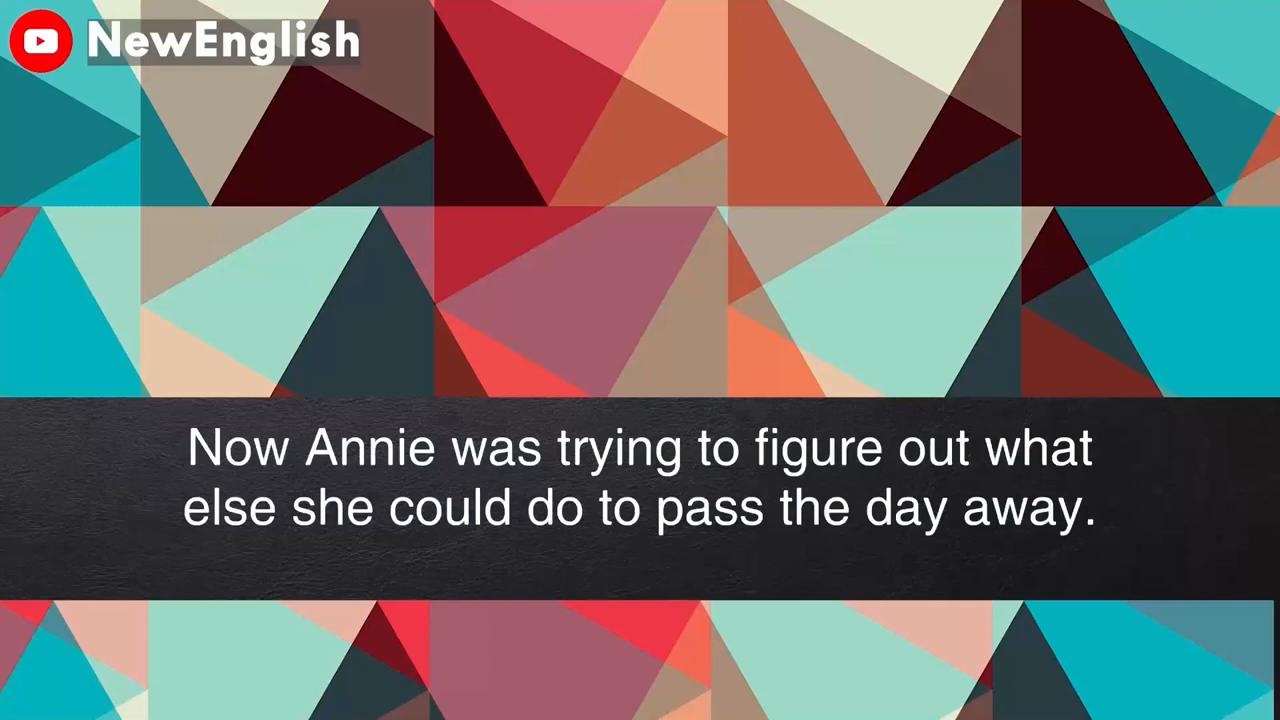 NewEnglish
Now Annie was trying to figure out what
else she could do to pass the day away.